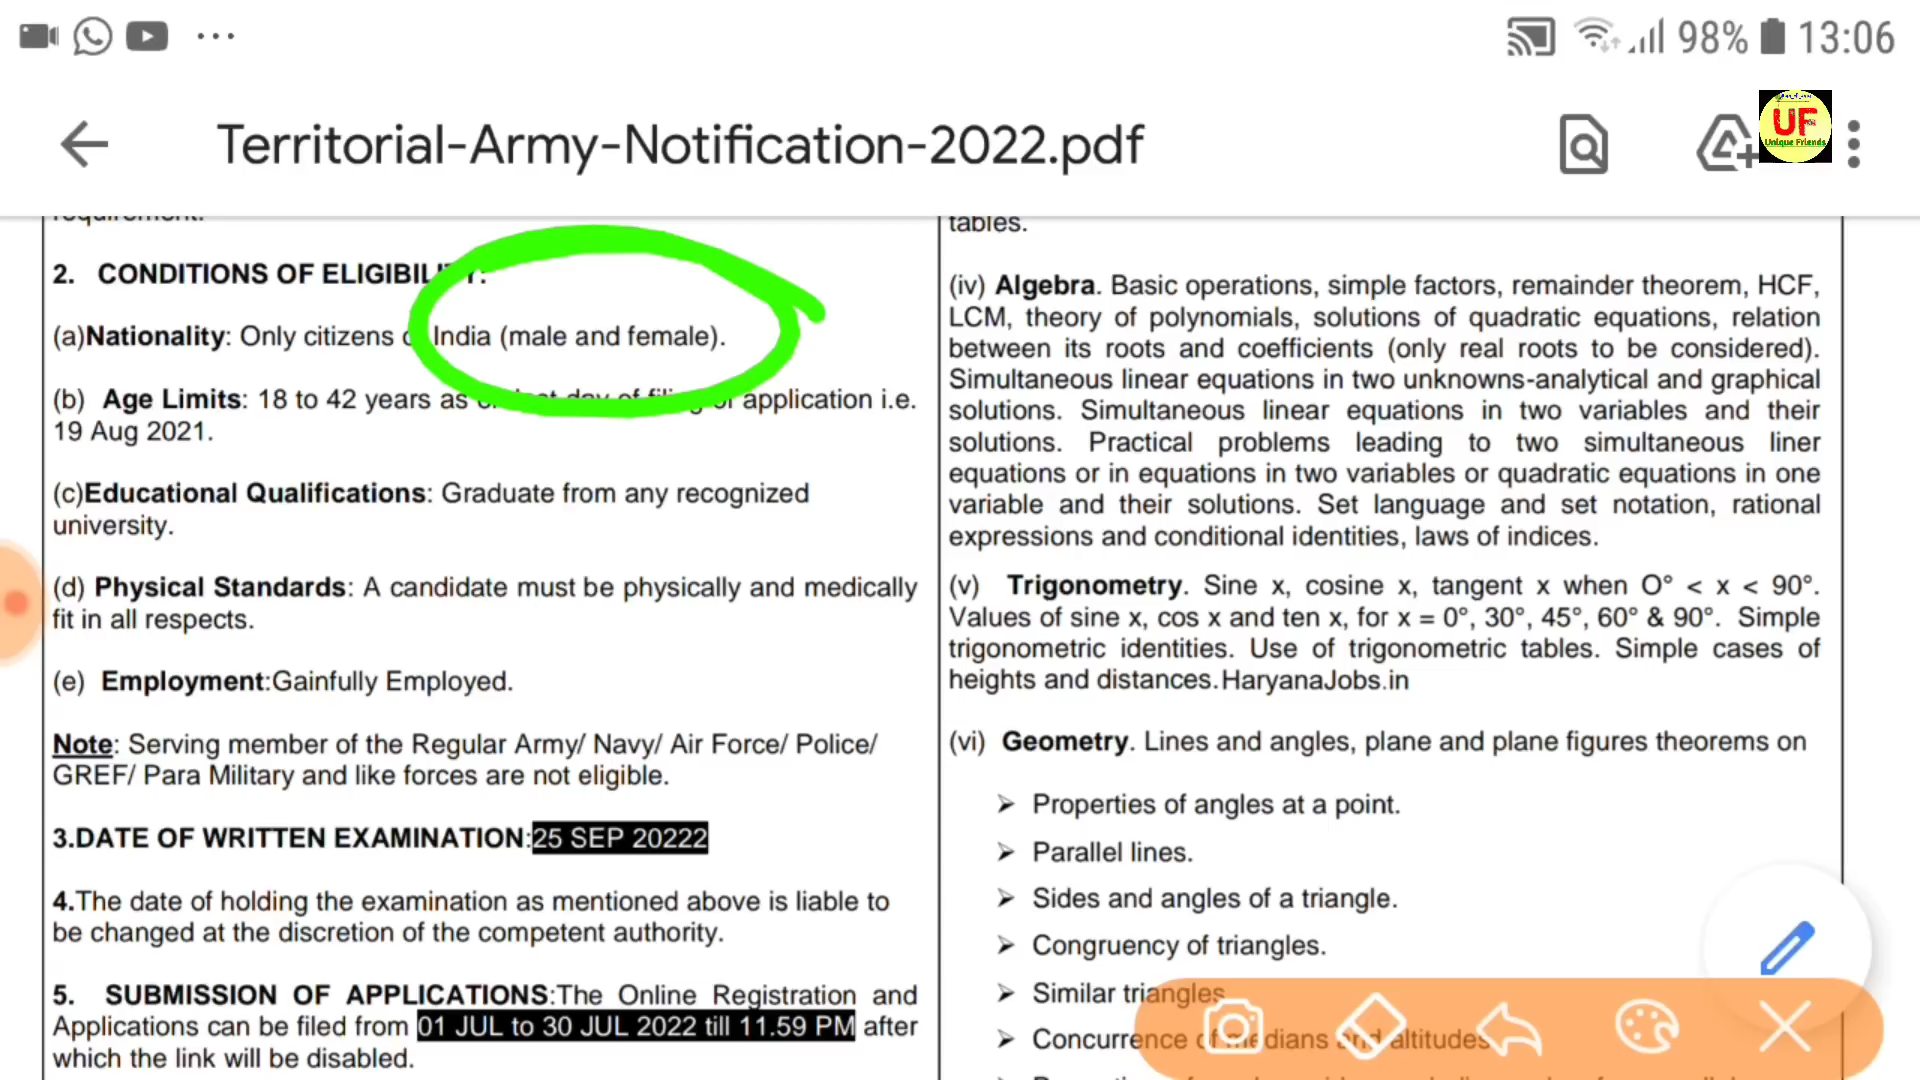 98% 13:06
Territorial-Army-Notification-2022.pdf
UF
Unique Friends
requirement.
2. CONDITIONS OF ELIGIBILITY:
(a)Nationality: Only citizens of India (male and female).
(b) Age Limits: 18 to 42 years as on last day of filing of application i.e.
19 Aug 2021.
(c)Educational Qualifications: Graduate from any recognized
university.
(d) Physical Standards: A candidate must be physically and medically
fit in all respects.
(e) Employment:Gainfully Employed.
Note: Serving member of the Regular Army/ Navy/ Air Force/ Police/
GREF/ Para Military and like forces are not eligible.
3.DATE OF WRITTEN EXAMINATION:25 SEP 20222
4.The date of holding the examination as mentioned above is liable to
be changed at the discretion of the competent authority.
5. SUBMISSION OF APPLICATIONS:The Online Registration and
Applications can be filed from 01 JUL to 30 JUL 2022 till 11.59 PM after
which the link will be disabled.
tables.
(iv) Algebra. Basic operations, simple factors, remainder theorem, HCF,
LCM, theory of polynomials, solutions of quadratic equations, relation
between its roots and coefficients (only real roots to be considered).
Simultaneous linear equations in two unknowns-analytical and graphical
solutions. Simultaneous linear equations in two variables and their
solutions. Practical problems leading to two simultaneous liner
equations or in equations in two variables or quadratic equations in one
variable and their solutions. Set language and set notation, rational
expressions and conditional identities, laws of indices.
(v) Trigonometry. Sine x, cosine x, tangent x when O° < x < 90°.
Values of sine x, cos x and ten x, for x = 0°, 30°, 45°, 60° & 90°. Simple
trigonometric identities. Use of trigonometric tables. Simple cases of
heights and distances.HaryanaJobs.in
(vi) Geometry. Lines and angles, plane and plane figures theorems on
➢ Properties of angles at a point.
➢ Parallel lines.
➢ Sides and angles of a triangle.
➢ Congruency of triangles.
➢ Similar triangles
➢ Concurrence of medians and altitudes